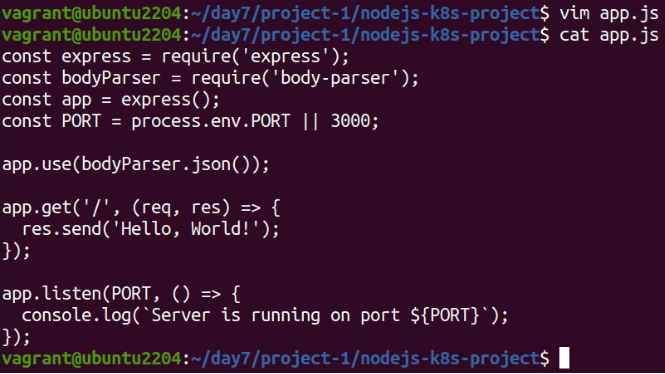 vagrant@ubuntu2204:~/day7/project-1/nodejs-k8s-project$ vim app.js
vagrant@ubuntu2204:~/day7/project-1/nodejs-k8s-project$ cat app.js
const express = require('express');
const bodyParser = require('body-parser');
const app = express();
const PORT = process.env.PORT || 3000;

app.use(bodyParser.json());

app.get('/', (req, res) => {
  res.send('Hello, World!');
});

app.listen(PORT, () => {
  console.log(`Server is running on port ${PORT}`);
});
vagrant@ubuntu2204:~/day7/project-1/nodejs-k8s-project$